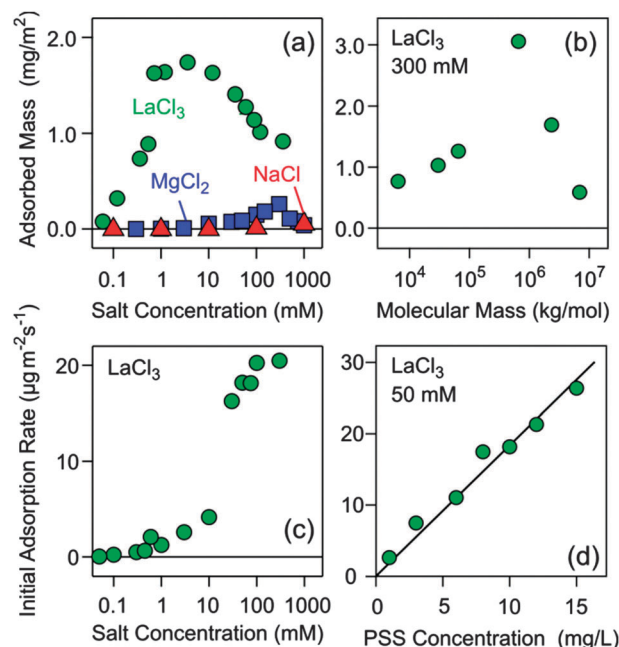 (a)
Adsorbed Mass (mg/m²)
2.0
1.0
0.0
LaCl₃
MgCl₂
NaCl
0.1 1 10 100 1000
Salt Concentration (mM)
(b)
LaCl₃
300 mM
3.0
2.0
1.0
0.0
10⁴ 10⁵ 10⁶ 10⁷
Molecular Mass (kg/mol)
Initial Adsorption Rate (µg m⁻²s⁻¹)
LaCl₃
20
10
0
(c)
0.1 1 10 100 1000
Salt Concentration (mM)
LaCl₃
50 mM
30
20
10
0
(d)
0 5 10 15
PSS Concentration (mg/L)